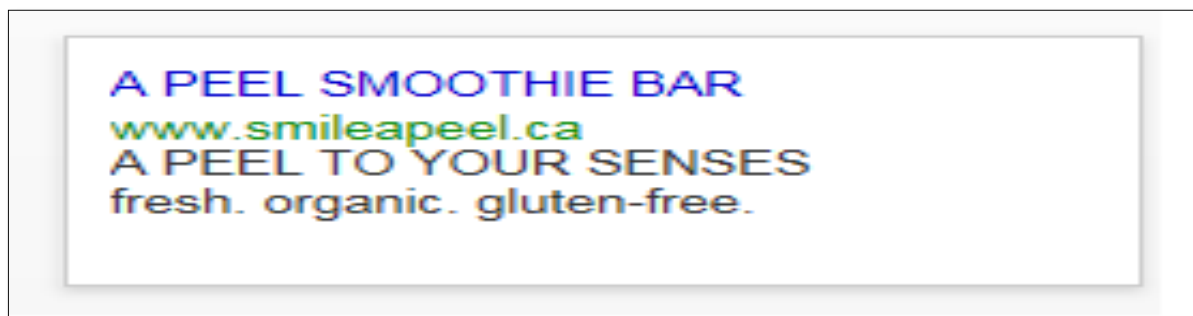 A PEEL SMOOTHIE BAR
www.smileapeel.ca
A PEEL TO YOUR SENSES
fresh. organic. gluten-free.